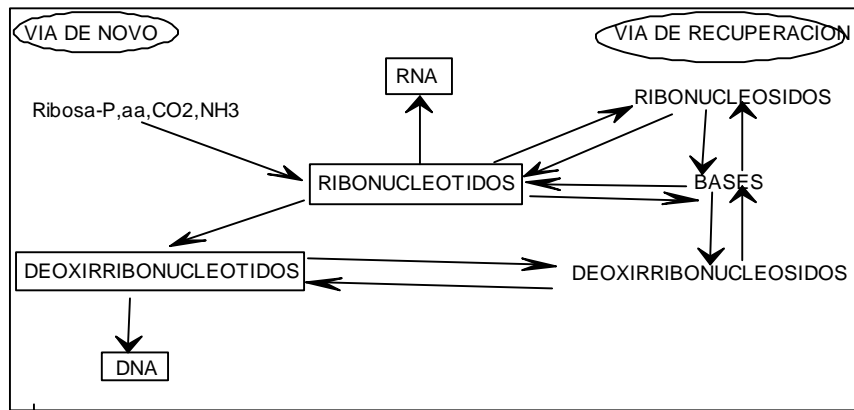 VIA DE NOVO
VIA DE RECUPERACION
RNA
RIBONUCLEOSIDOS
Ribosa-P,aa,CO2,NH3
RIBONUCLEOTIDOS
BASES
DEOXIRRIBONUCLEOTIDOS
DEOXIRRIBONUCLEOSIDOS
DNA